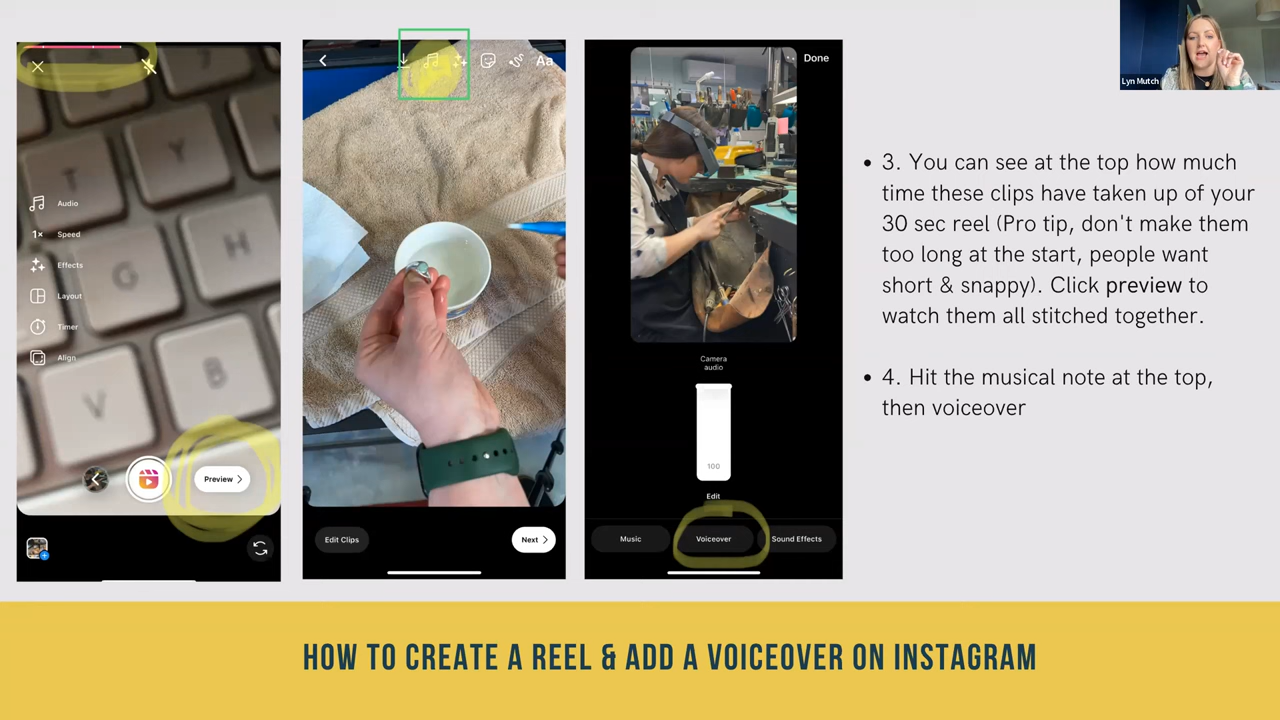 Audio
1× Speed
Effects
Layout
Timer
Align
Preview
T
Y
G
H
V
B
Aa
Edit Clips
Next
Done
Camera
audio
100
Edit
Music
Voiceover
Sound Effects
Lyn Mutch
• 3. You can see at the top how much
time these clips have taken up of your
30 sec reel (Pro tip, don't make them
too long at the start, people want
short & snappy). Click preview to
watch them all stitched together.
• 4. Hit the musical note at the top,
then voiceover
HOW TO CREATE A REEL & ADD A VOICEOVER ON INSTAGRAM